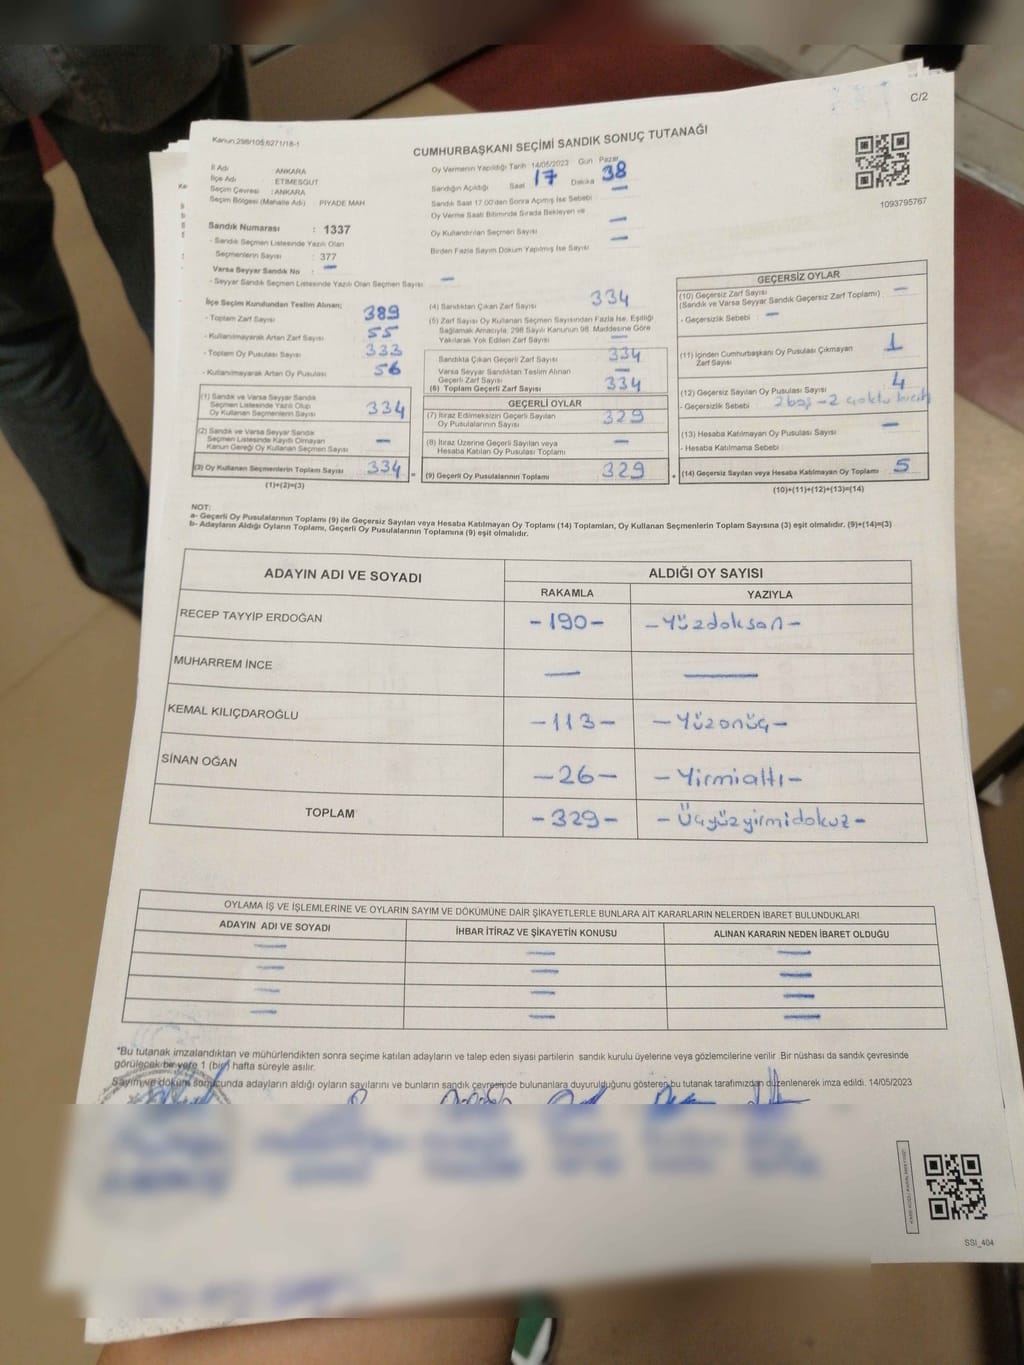 C/2
Kanun:298/105,6271/18-1
CUMHURBAŞKANI SEÇİMİ SANDIK SONUÇ TUTANAĞI
1093795767
İl Adı ANKARA
İlçe Adı ETİMESGUT
Seçim Çevresi :ANKARA
Seçim Bölgesi (Mahalle Adı) : PİYADE MAH
Oy Vermenin Yapıldığı Tarih 14/05/2023 Gün Pazar
Sandığın Açıldığı Saat 17 Dakika 38
Sandık Saat 17.00'dan Sonra Açılmış İse Sebebi —
Oy Verme Saati Bitiminde Sırada Bekleyen ve
Oy Kullandırılan Seçmen Sayısı —
Birden Fazla Sayım Döküm Yapılmış İse Sayısı —
Sandık Numarası : 1337
- Sandık Seçmen Listesinde Yazılı Olan
Seçmenlerin Sayısı : 377
Varsa Seyyar Sandık No : —
- Seyyar Sandık Seçmen Listesinde Yazılı Olan Seçmen Sayısı: —
İlçe Seçim Kurulundan Teslim Alınan;
- Toplam Zarf Sayısı 389
- Kullanılmayarak Artan Zarf Sayısı 55
- Toplam Oy Pusulası Sayısı 333
- Kullanılmayarak Artan Oy Pusulası 56
(1) Sandık ve Varsa Seyyar Sandık
Seçmen Listesinde Yazılı Olup
Oy Kullanan Seçmenlerin Sayısı 334
(2) Sandık ve Varsa Seyyar Sandık
Seçmen Listesinde Kayıtlı Olmayan
Kanun Gereği Oy Kullanan Seçmen Sayısı —
(3) Oy Kullanan Seçmenlerin Toplam Sayısı 334 =
(1)+(2)=(3)
(4) Sandıktan Çıkan Zarf Sayısı 334
(5) Zarf Sayısı Oy Kullanan Seçmen Sayısından Fazla İse, Eşitliği
Sağlamak Amacıyla, 298 Sayılı Kanunun 98. Maddesine Göre
Yakılarak Yok Edilen Zarf Sayısı —
Sandıkta Çıkan Geçerli Zarf Sayısı 334
Varsa Seyyar Sandıktan Teslim Alınan
Geçerli Zarf Sayısı —
(6) Toplam Geçerli Zarf Sayısı 334
GEÇERLİ OYLAR
(7) İtiraz Edilmeksizin Geçerli Sayılan
Oy Pusulalarının Sayısı 329
(8) İtiraz Üzerine Geçerli Sayılan veya
Hesaba Katılan Oy Pusulası Toplamı —
(9) Geçerli Oy Pusulalarının Toplamı 329 +
GEÇERSİZ OYLAR
(10) Geçersiz Zarf Sayısı
(Sandık ve Varsa Seyyar Sandık Geçersiz Zarf Toplamı) —
- Geçersizlik Sebebi : —
(11) İçinden Cumhurbaşkanı Oy Pusulası Çıkmayan
Zarf Sayısı 1
(12) Geçersiz Sayılan Oy Pusulası Sayısı 4
- Geçersizlik Sebebi 2 boş - 2 çoklu
(13) Hesaba Katılmayan Oy Pusulası Sayısı —
- Hesaba Katılmama Sebebi
(14) Geçersiz Sayılan veya Hesaba Katılmayan Oy Toplamı 5
(10)+(11)+(12)+(13)=(14)
NOT:
a- Geçerli Oy Pusulalarının Toplamı (9) ile Geçersiz Sayılan veya Hesaba Katılmayan Oy Toplamı (14) Toplamları, Oy Kullanan Seçmenlerin Toplam Sayısına (3) eşit olmalıdır. (9)+(14)=(3)
b- Adayların Aldığı Oyların Toplamı, Geçerli Oy Pusulalarının Toplamına (9) eşit olmalıdır.
ADAYIN ADI VE SOYADI ALDIĞI OY SAYISI
RAKAMLA YAZIYLA
RECEP TAYYİP ERDOĞAN -190- -Yüzdoksan-
MUHARREM İNCE — —
KEMAL KILIÇDAROĞLU -113- -Yüzonüç-
SİNAN OĞAN -26- -Yirmialtı-
TOPLAM -329- -Üçyüzyirmidokuz-
OYLAMA İŞ VE İŞLEMLERİNE VE OYLARIN SAYIM VE DÖKÜMÜNE DAİR ŞİKAYETLERLE BUNLARA AİT KARARLARIN NELERDEN İBARET BULUNDUKLARI
ADAYIN ADI VE SOYADI İHBAR İTİRAZ VE ŞİKAYETİN KONUSU ALINAN KARARIN NEDEN İBARET OLDUĞU
— — —
— — —
— — —
— — —
*Bu tutanak imzalandıktan ve mühürlendikten sonra seçime katılan adayların ve talep eden siyasi partilerin sandık kurulu üyelerine veya gözlemcilerine verilir. Bir nüshası da sandık çevresinde
görülecek bir yere 1 (bir) hafta süreyle asılır.
Sayım ve döküm sonucunda adayların aldığı oyların sayılarını ve bunların sandık çevresinde bulunanlara duyurulduğunu gösteren bu tutanak tarafımızdan düzenlenerek imza edildi. 14/05/2023
SSI_404